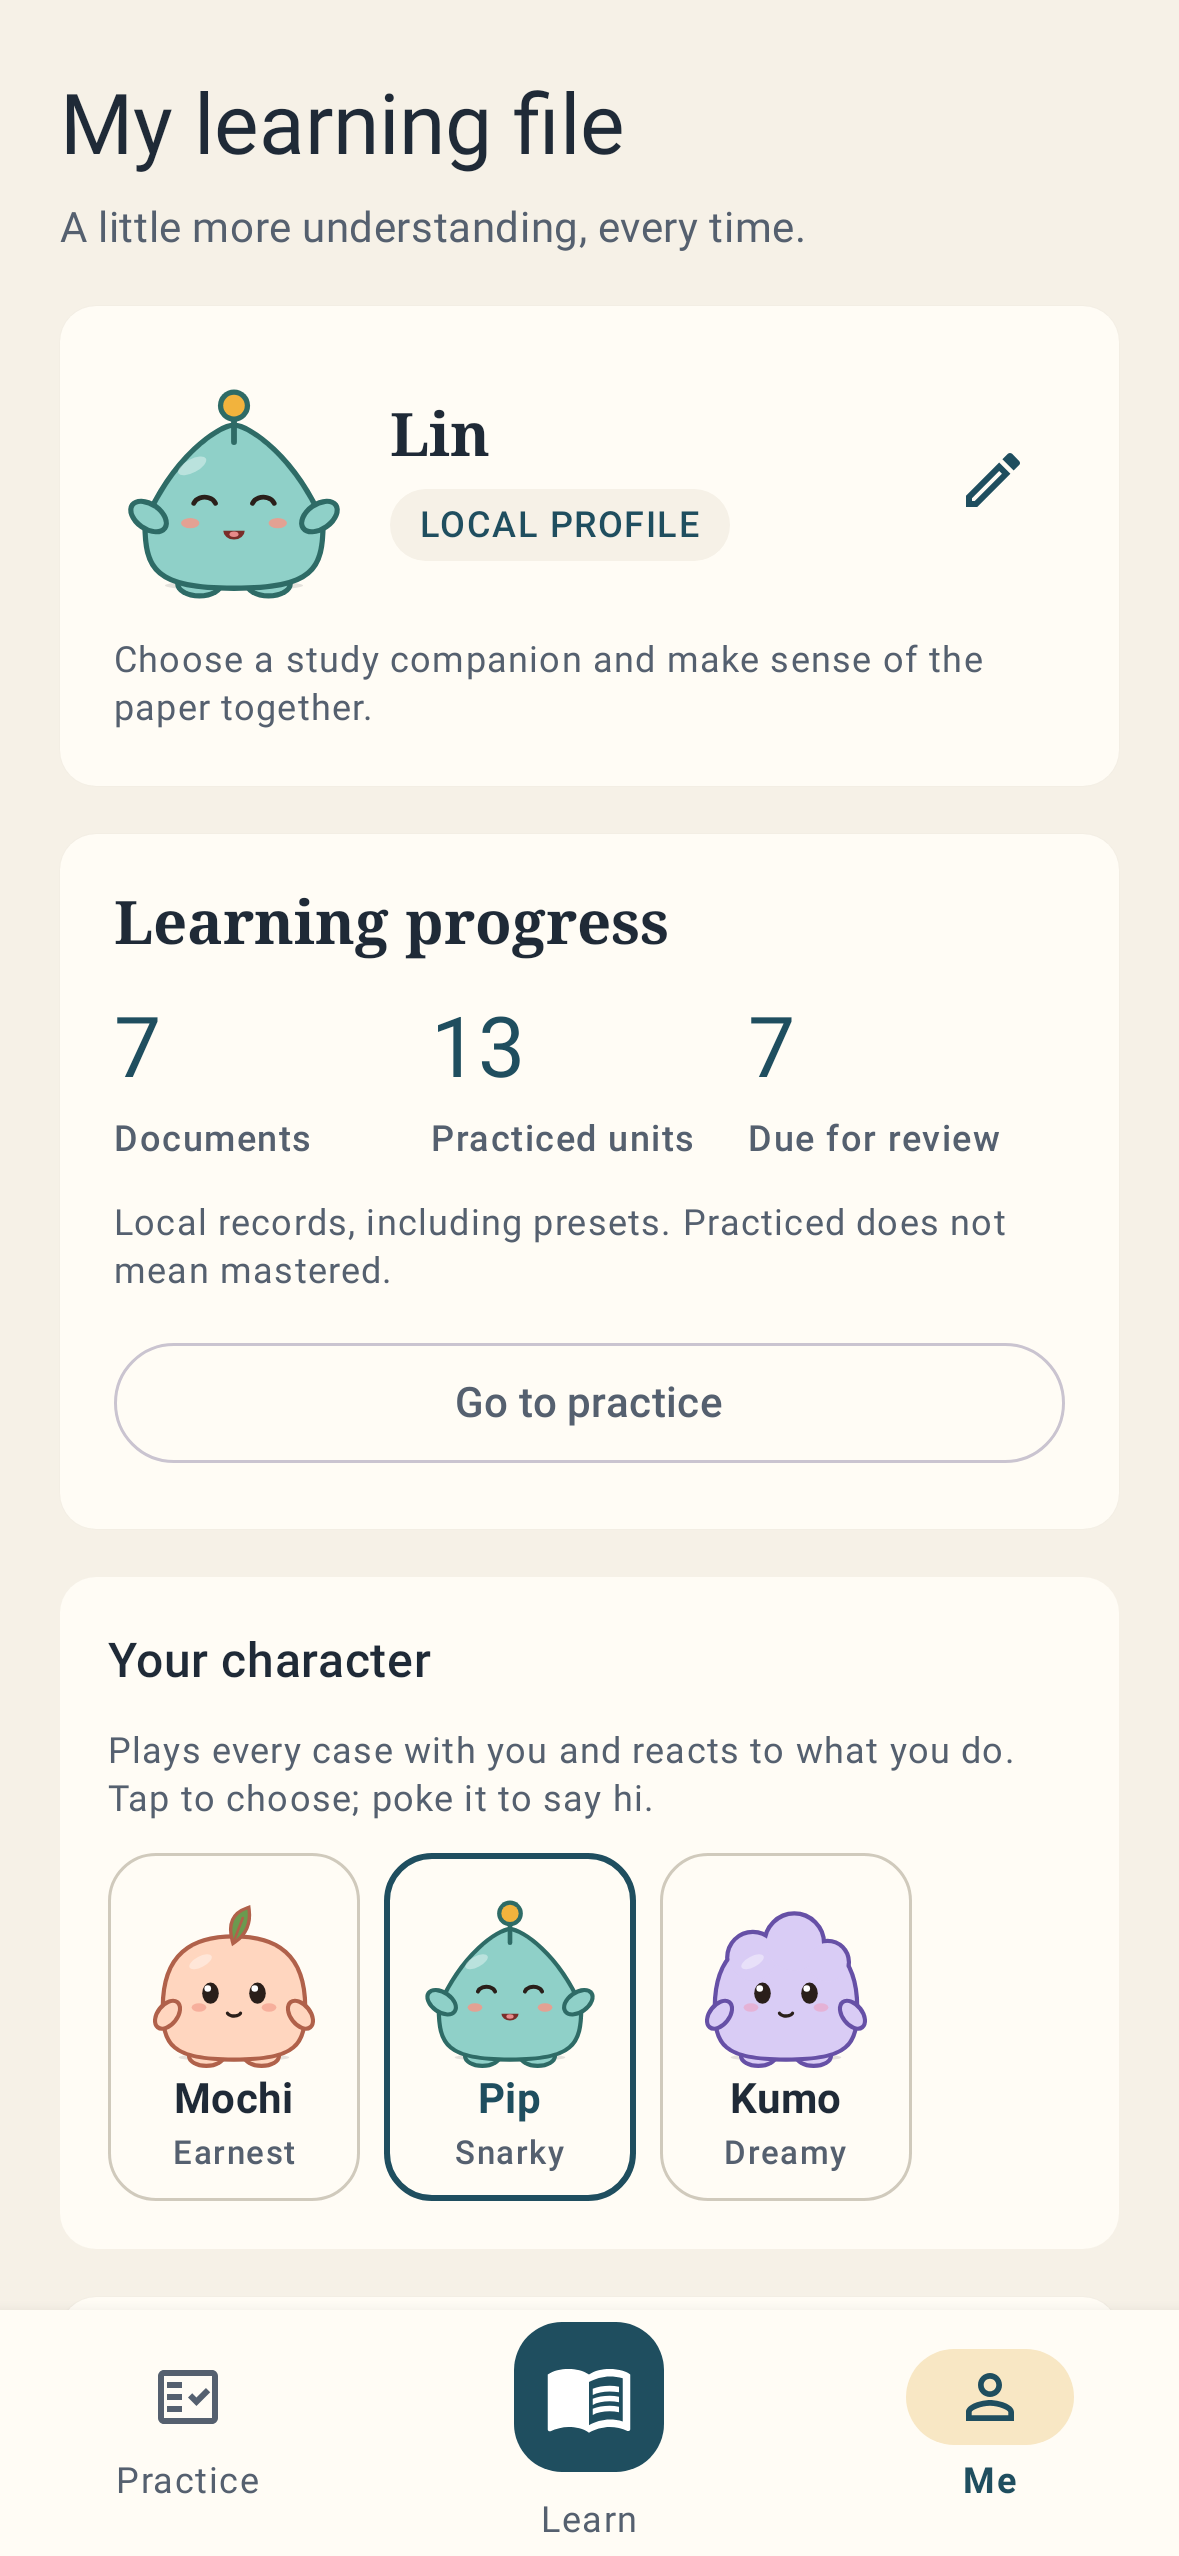 My learning file
A little more understanding, every time.
Lin
LOCAL PROFILE
Choose a study companion and make sense of the
paper together.
Learning progress
7 13 7
Documents Practiced units Due for review
Local records, including presets. Practiced does not
mean mastered.
Go to practice
Your character
Plays every case with you and reacts to what you do.
Tap to choose; poke it to say hi.
Mochi Pip Kumo
Earnest Snarky Dreamy
Practice Learn Me